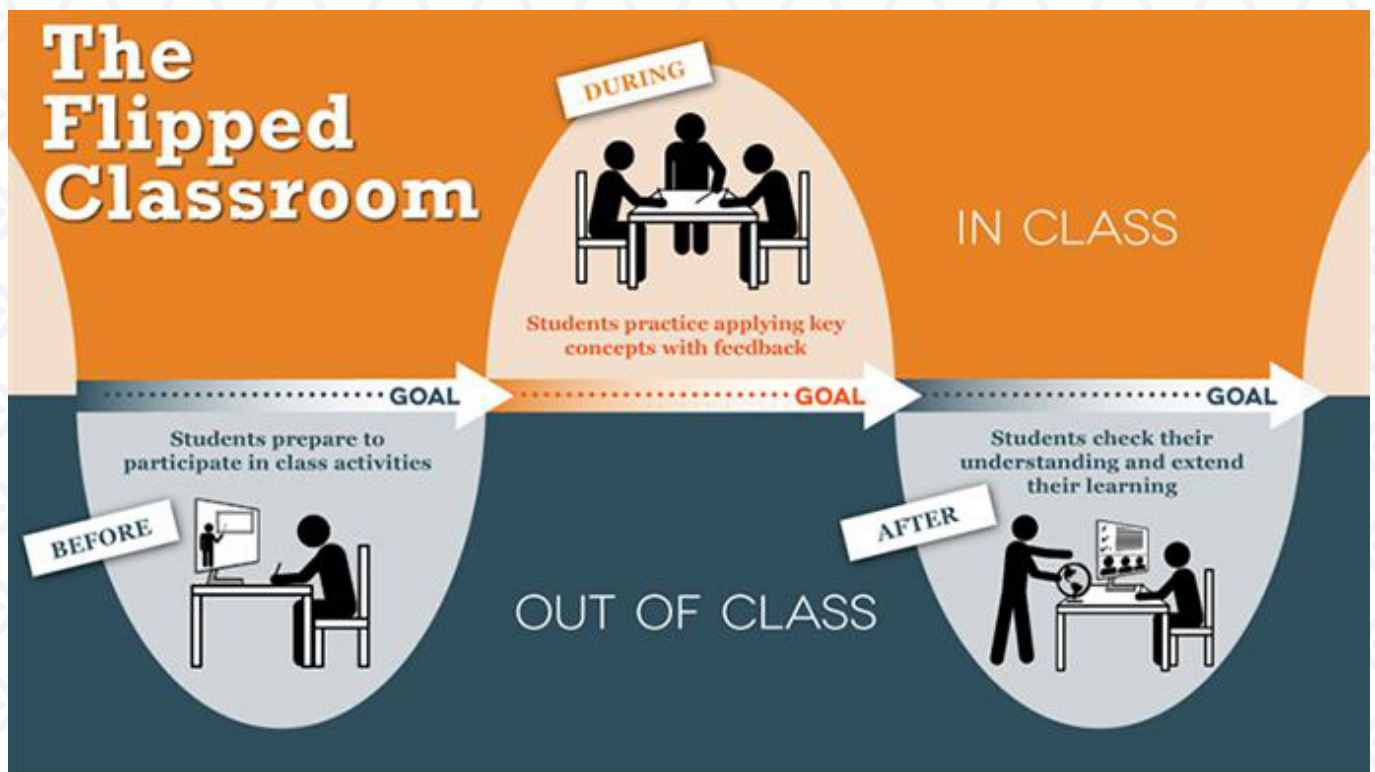 The
Flipped
Classroom
DURING
IN CLASS
Students practice applying key
concepts with feedback
GOAL
GOAL
GOAL
Students prepare to
participate in class activities
BEFORE
Students check their
understanding and extend
their learning
AFTER
OUT OF CLASS